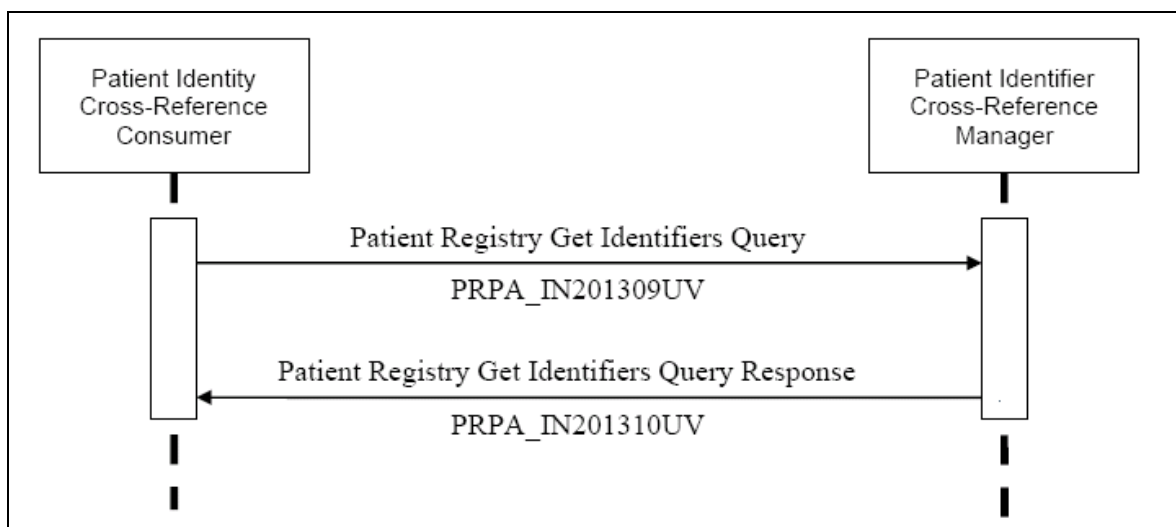 Patient Identity
Cross-Reference
Consumer
Patient Identifier
Cross-Reference
Manager
Patient Registry Get Identifiers Query
PRPA_IN201309UV
Patient Registry Get Identifiers Query Response
PRPA_IN201310UV